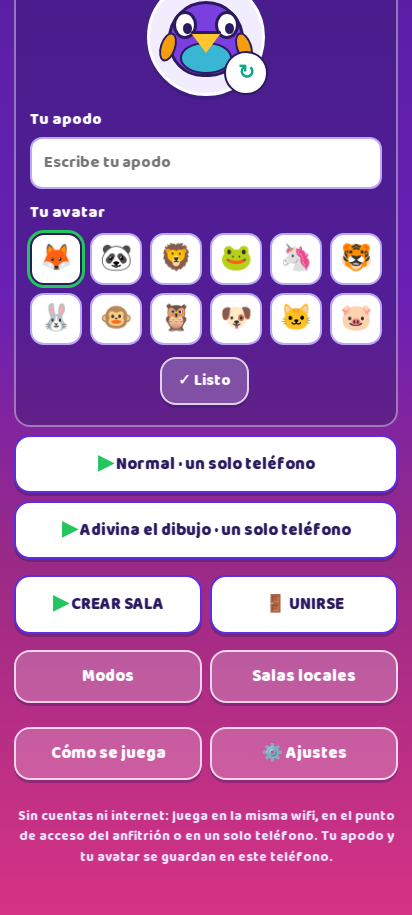 Tu apodo
Escribe tu apodo
Tu avatar
✓ Listo
Normal · un solo teléfono
Adivina el dibujo · un solo teléfono
CREAR SALA
UNIRSE
Modos
Salas locales
Cómo se juega
Ajustes
Sin cuentas ni internet: juega en la misma wifi, en el punto
de acceso del anfitrión o en un solo teléfono. Tu apodo y
tu avatar se guardan en este teléfono.